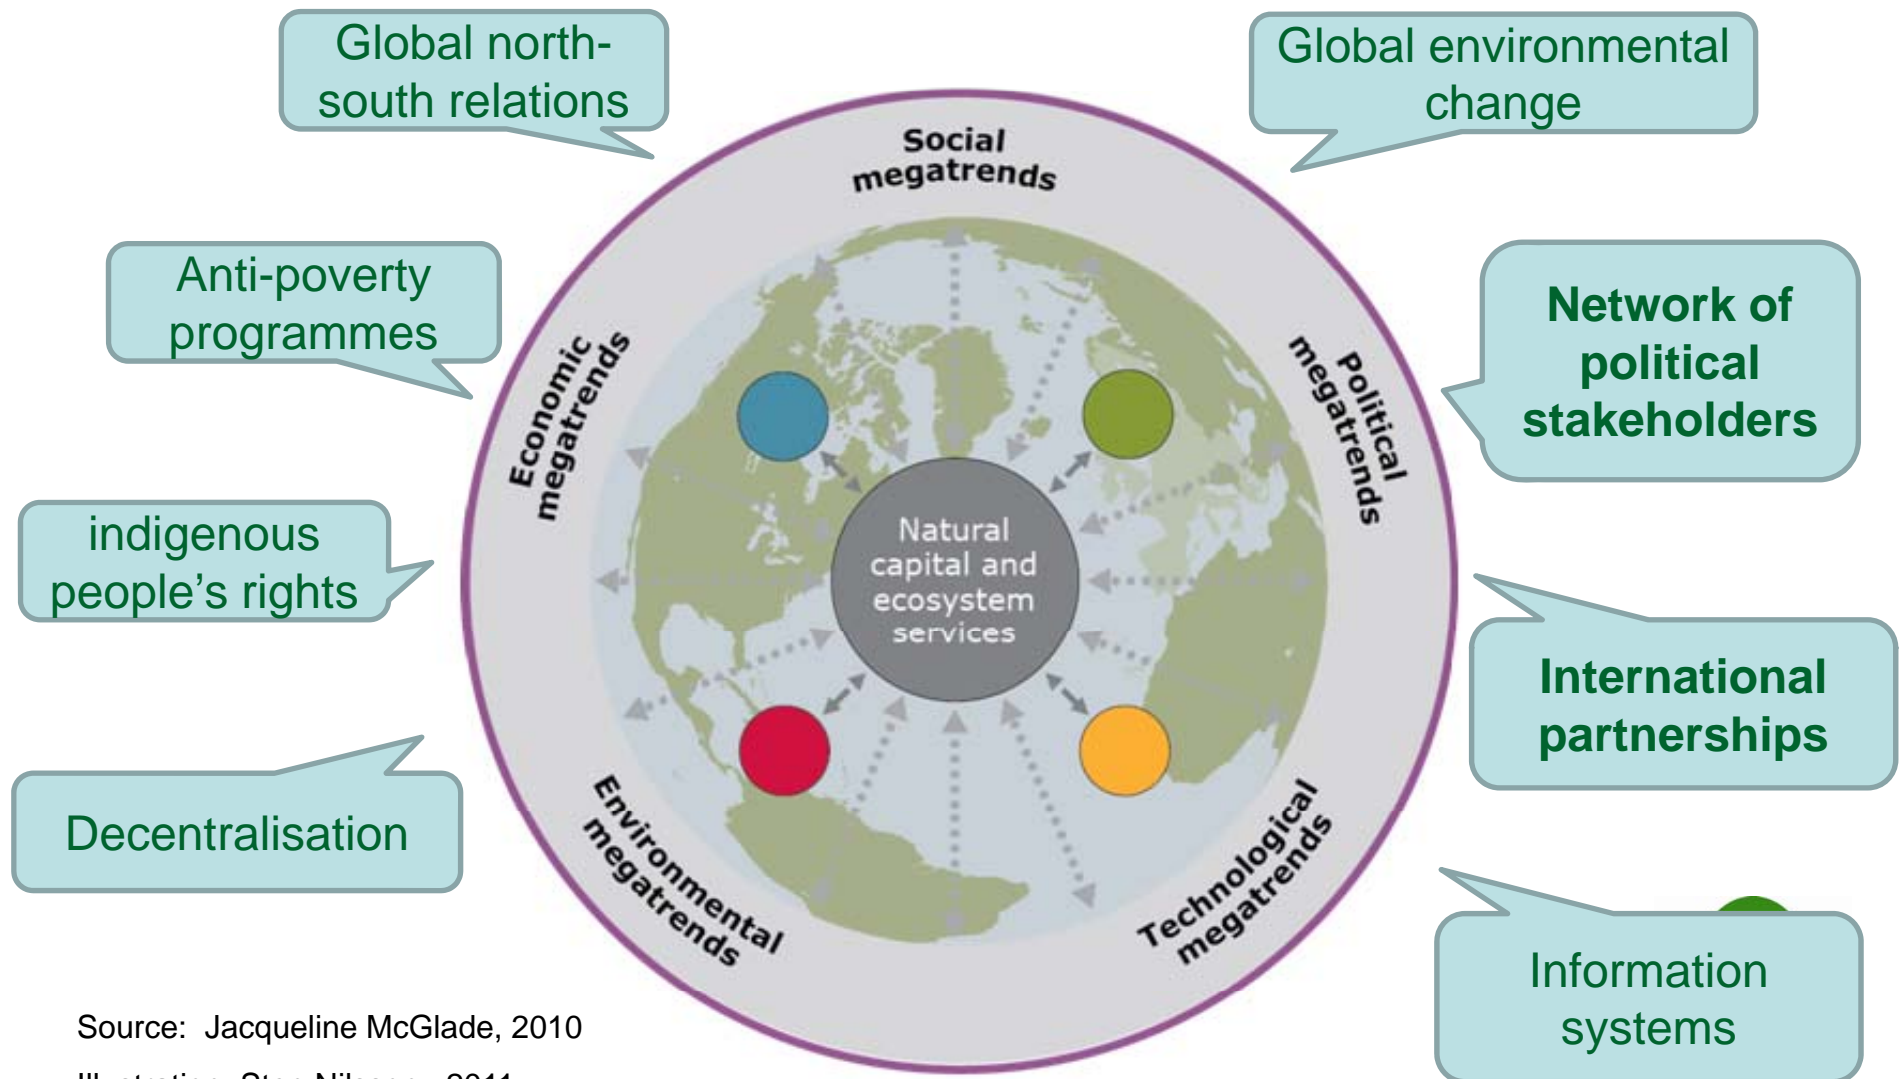 Global north-
south relations
Global environmental
change
Social
megatrends
Anti-poverty
programmes
Network of
political
stakeholders
Economic
megatrends
Political
megatrends
indigenous
people’s rights
Natural
capital and
ecosystem
services
International
partnerships
Decentralisation
Environmental
megatrends
Technological
megatrends
Information
systems
Source: Jacqueline McGlade, 2010